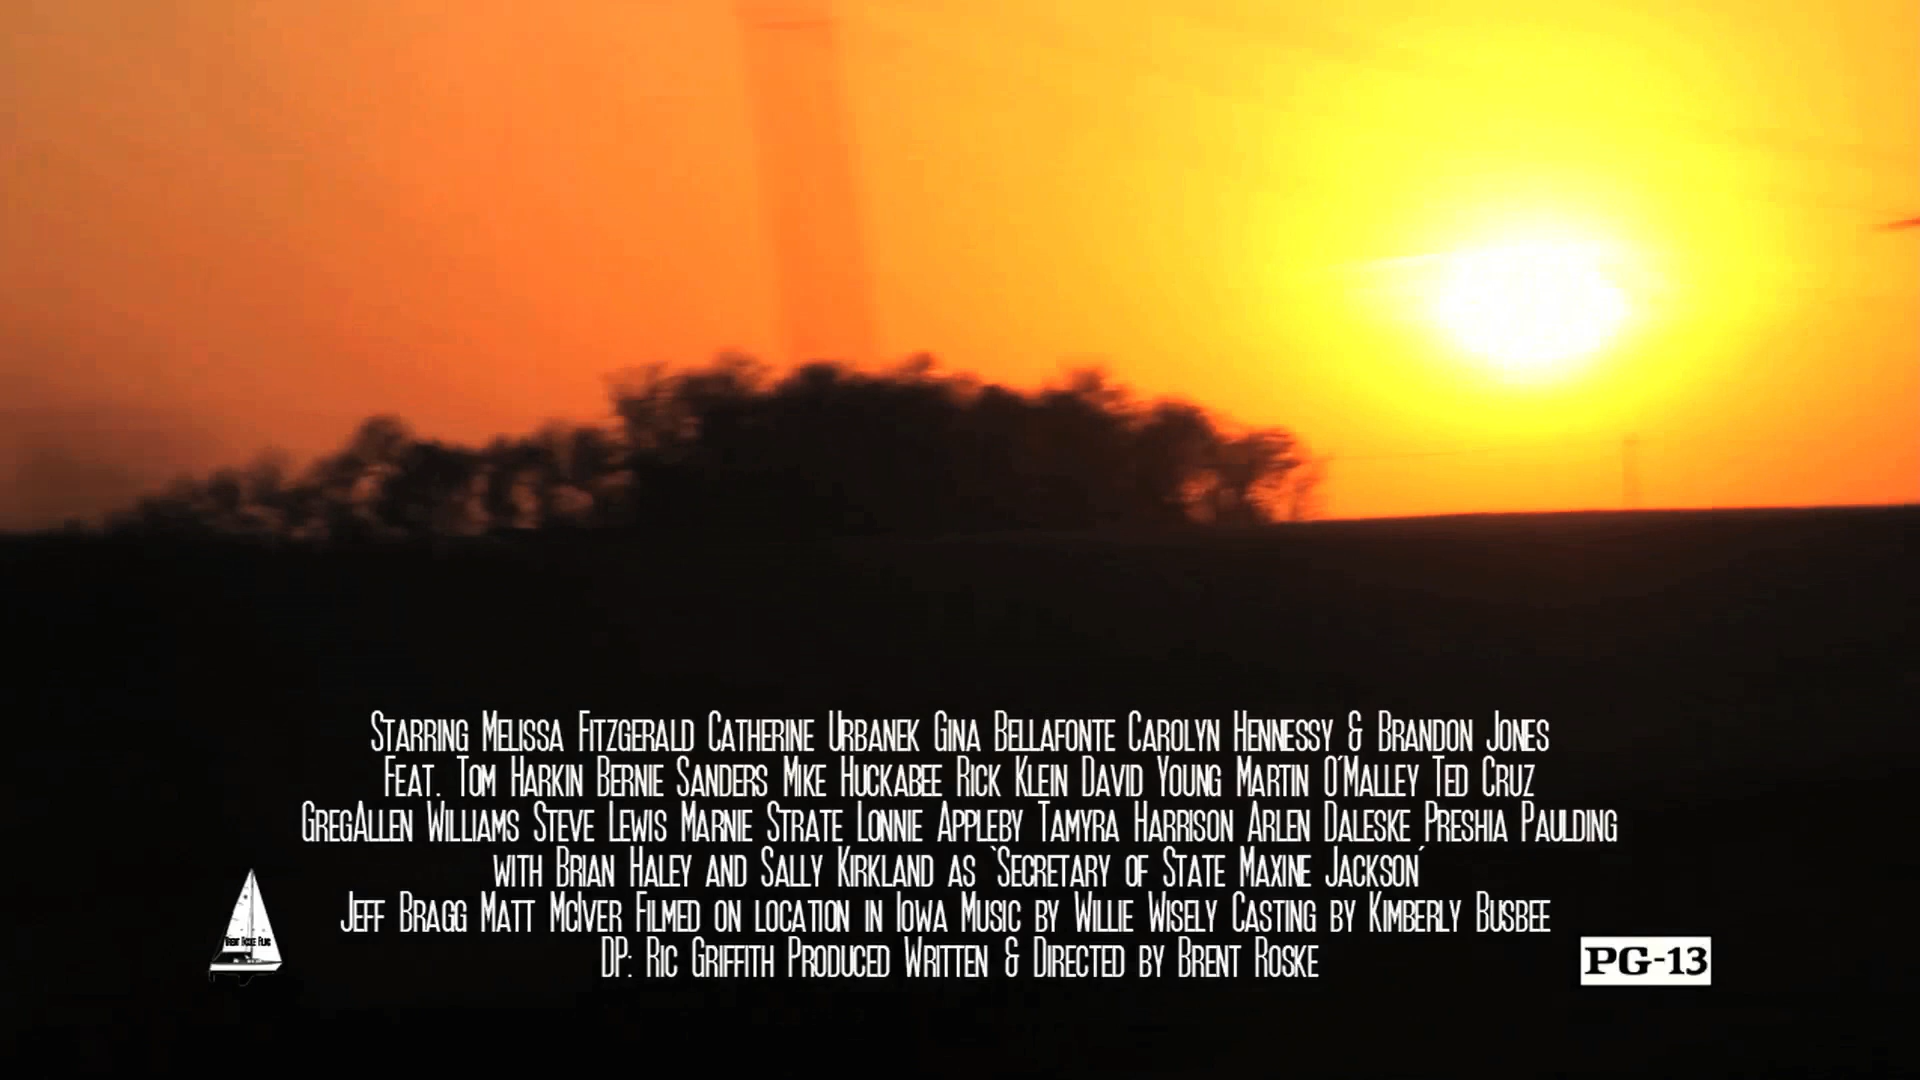 Starring Melissa Fitzgerald Catherine Urbanek Gina Bellafonte Carolyn Hennessy & Brandon Jones
Feat. Tom Harkin Bernie Sanders Mike Huckabee Rick Klein David Young Martin O'Malley Ted Cruz
GregAllen Williams Steve Lewis Marnie Strate Lonnie Appleby Tamyra Harrison Arlen Daleske Preshia Paulding
with Brian Haley and Sally Kirkland as `Secretary of State Maxine Jackson´
Jeff Bragg Matt McIver Filmed on location in Iowa Music by Willie Wisely Casting by Kimberly Busbee
DP: Ric Griffith Produced Written & Directed by Brent Roske
Brent Roske Films
PG-13